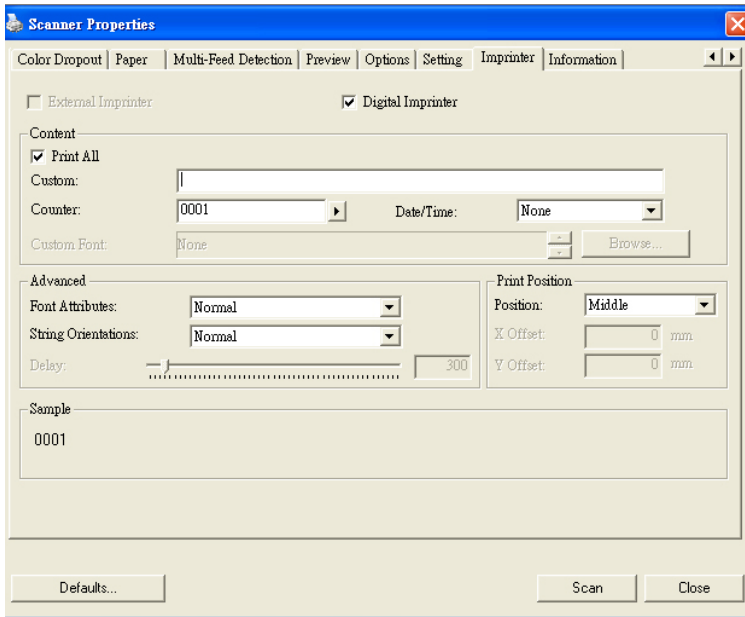 Scanner Properties
Color Dropout Paper Multi-Feed Detection Preview Options Setting Imprinter Information
External Imprinter Digital Imprinter
Content
Print All
Custom:
Counter: 0001 Date/Time: None
Custom Font: None Browse...
Advanced Print Position
Font Attributes: Normal Position: Middle
String Orientations: Normal X Offset: 0 mm
Delay: 300 Y Offset: 0 mm
Sample
0001
Defaults... Scan Close